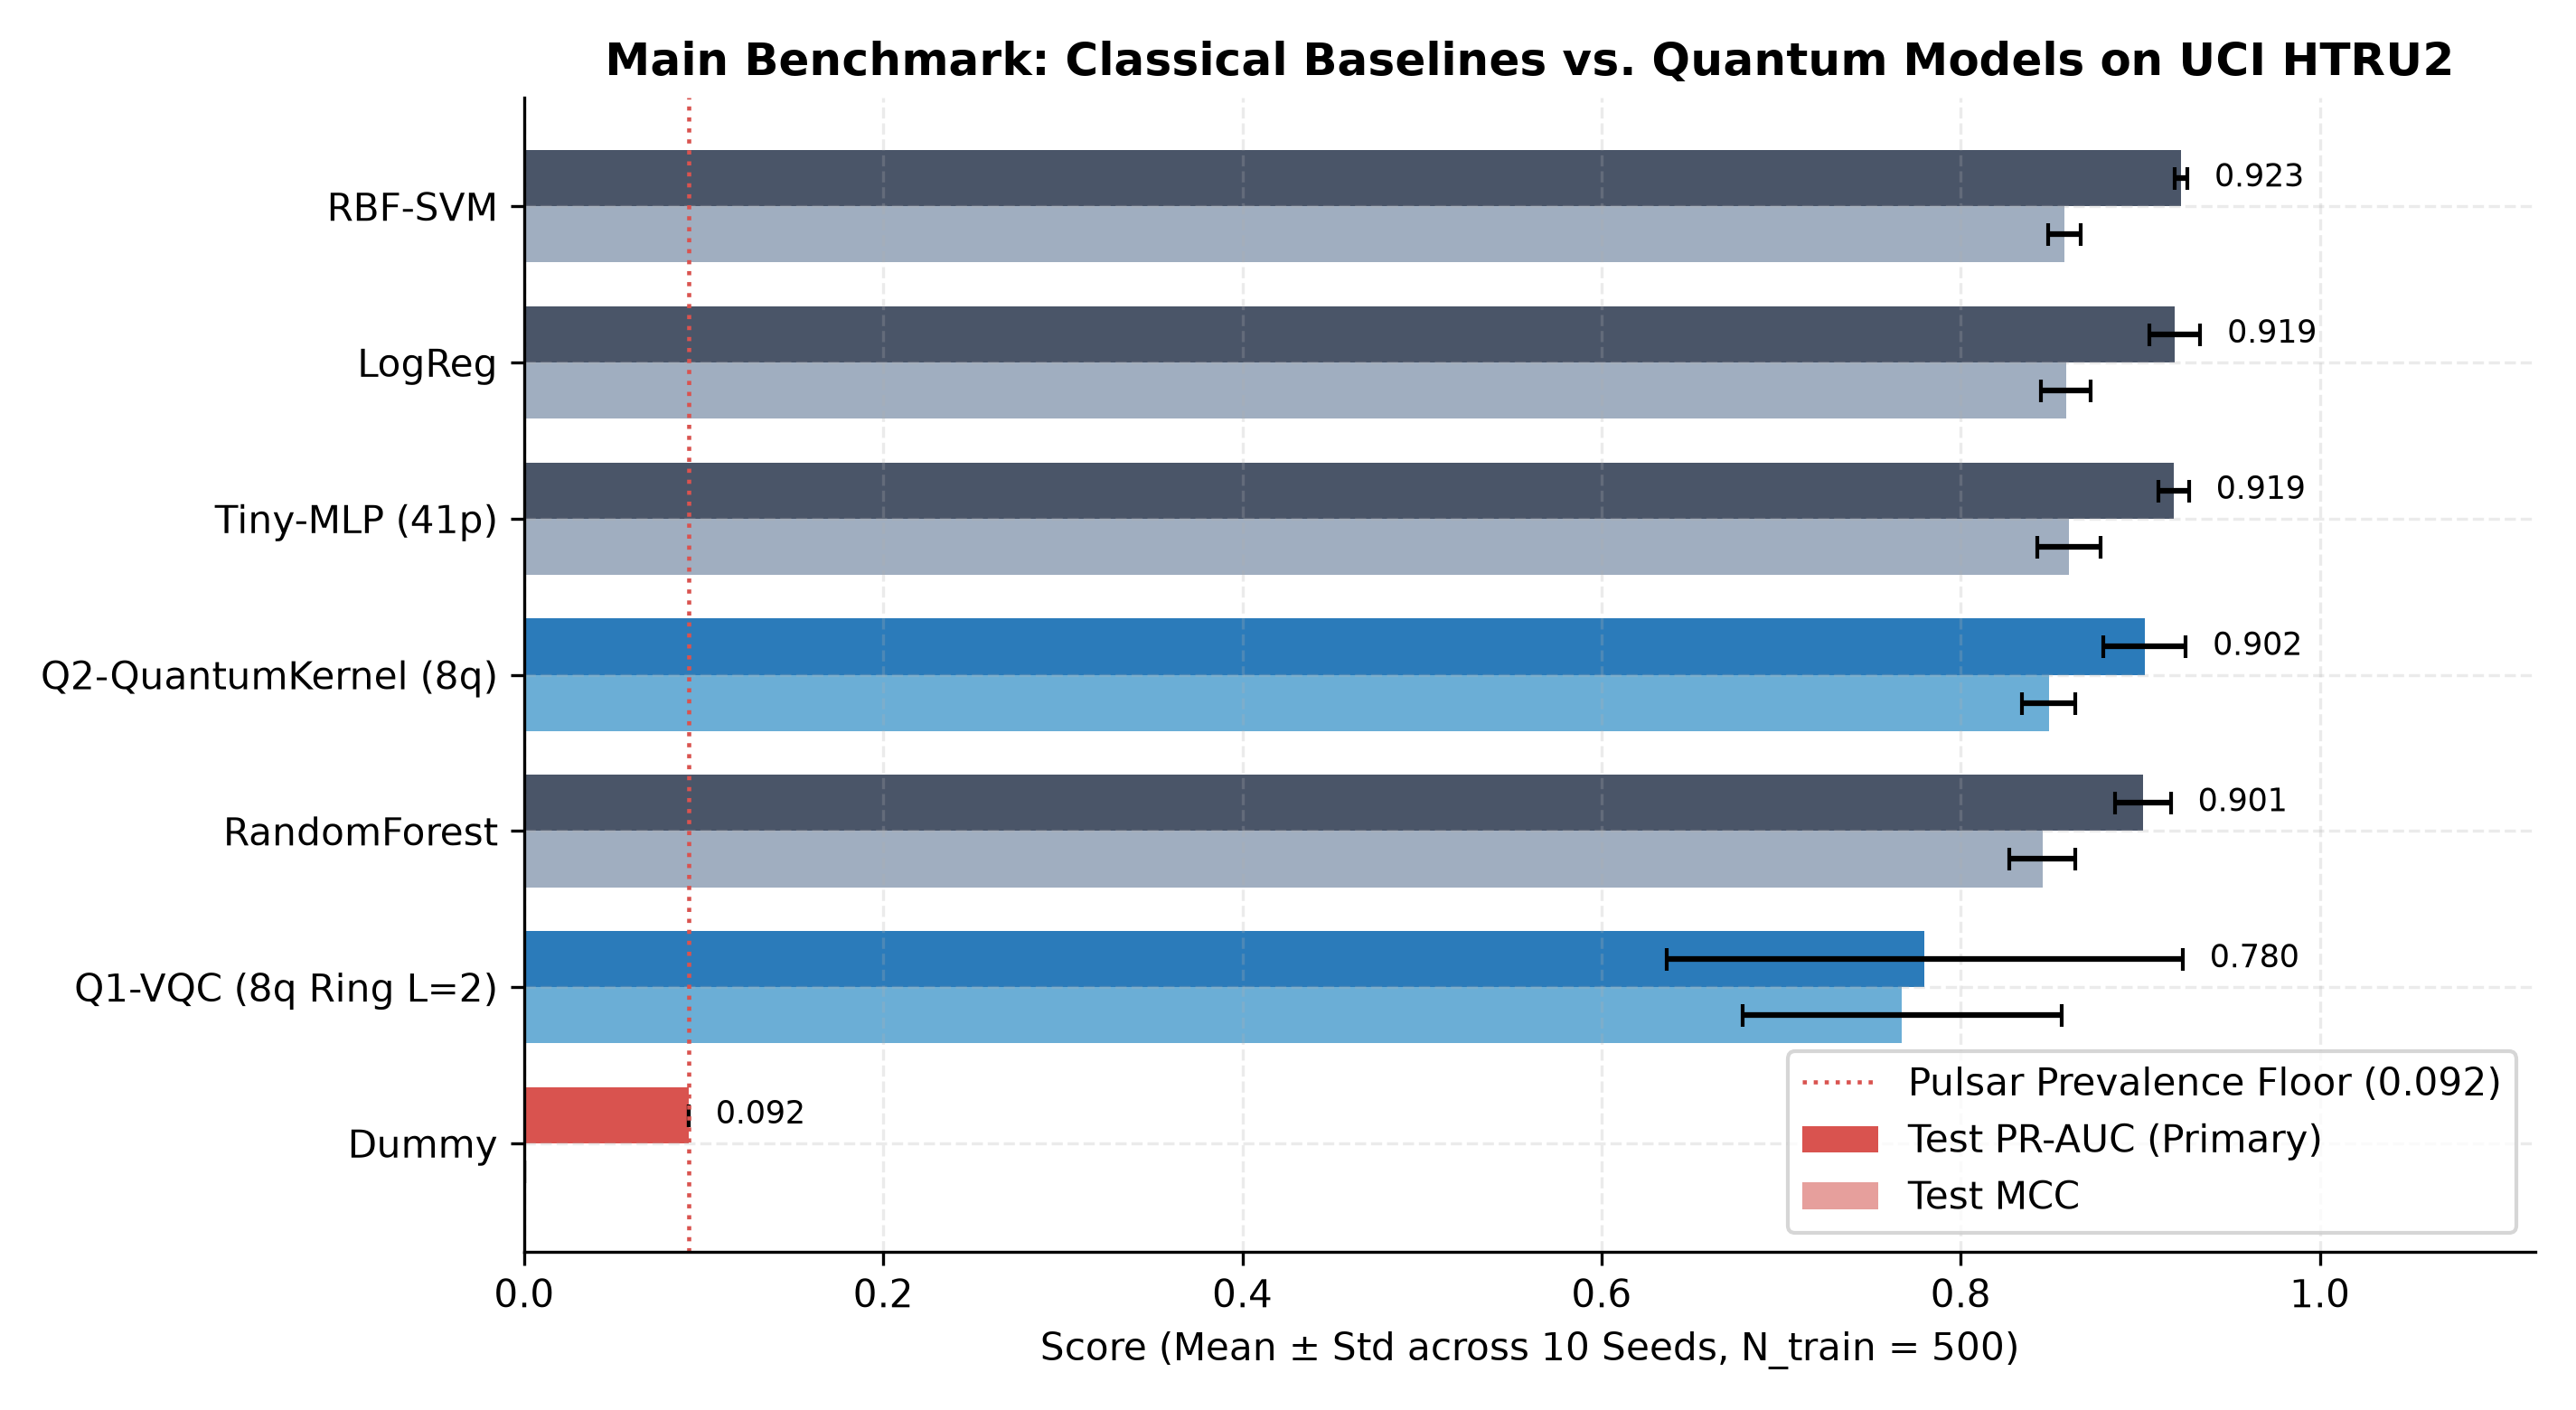 Main Benchmark: Classical Baselines vs. Quantum Models on UCI HTRU2
RBF-SVM
0.923
LogReg
0.919
Tiny-MLP (41p)
0.919
Q2-QuantumKernel (8q)
0.902
RandomForest
0.901
Q1-VQC (8q Ring L=2)
0.780
Dummy
0.092
Pulsar Prevalence Floor (0.092)
Test PR-AUC (Primary)
Test MCC
0.0 0.2 0.4 0.6 0.8 1.0
Score (Mean ± Std across 10 Seeds, N_train = 500)